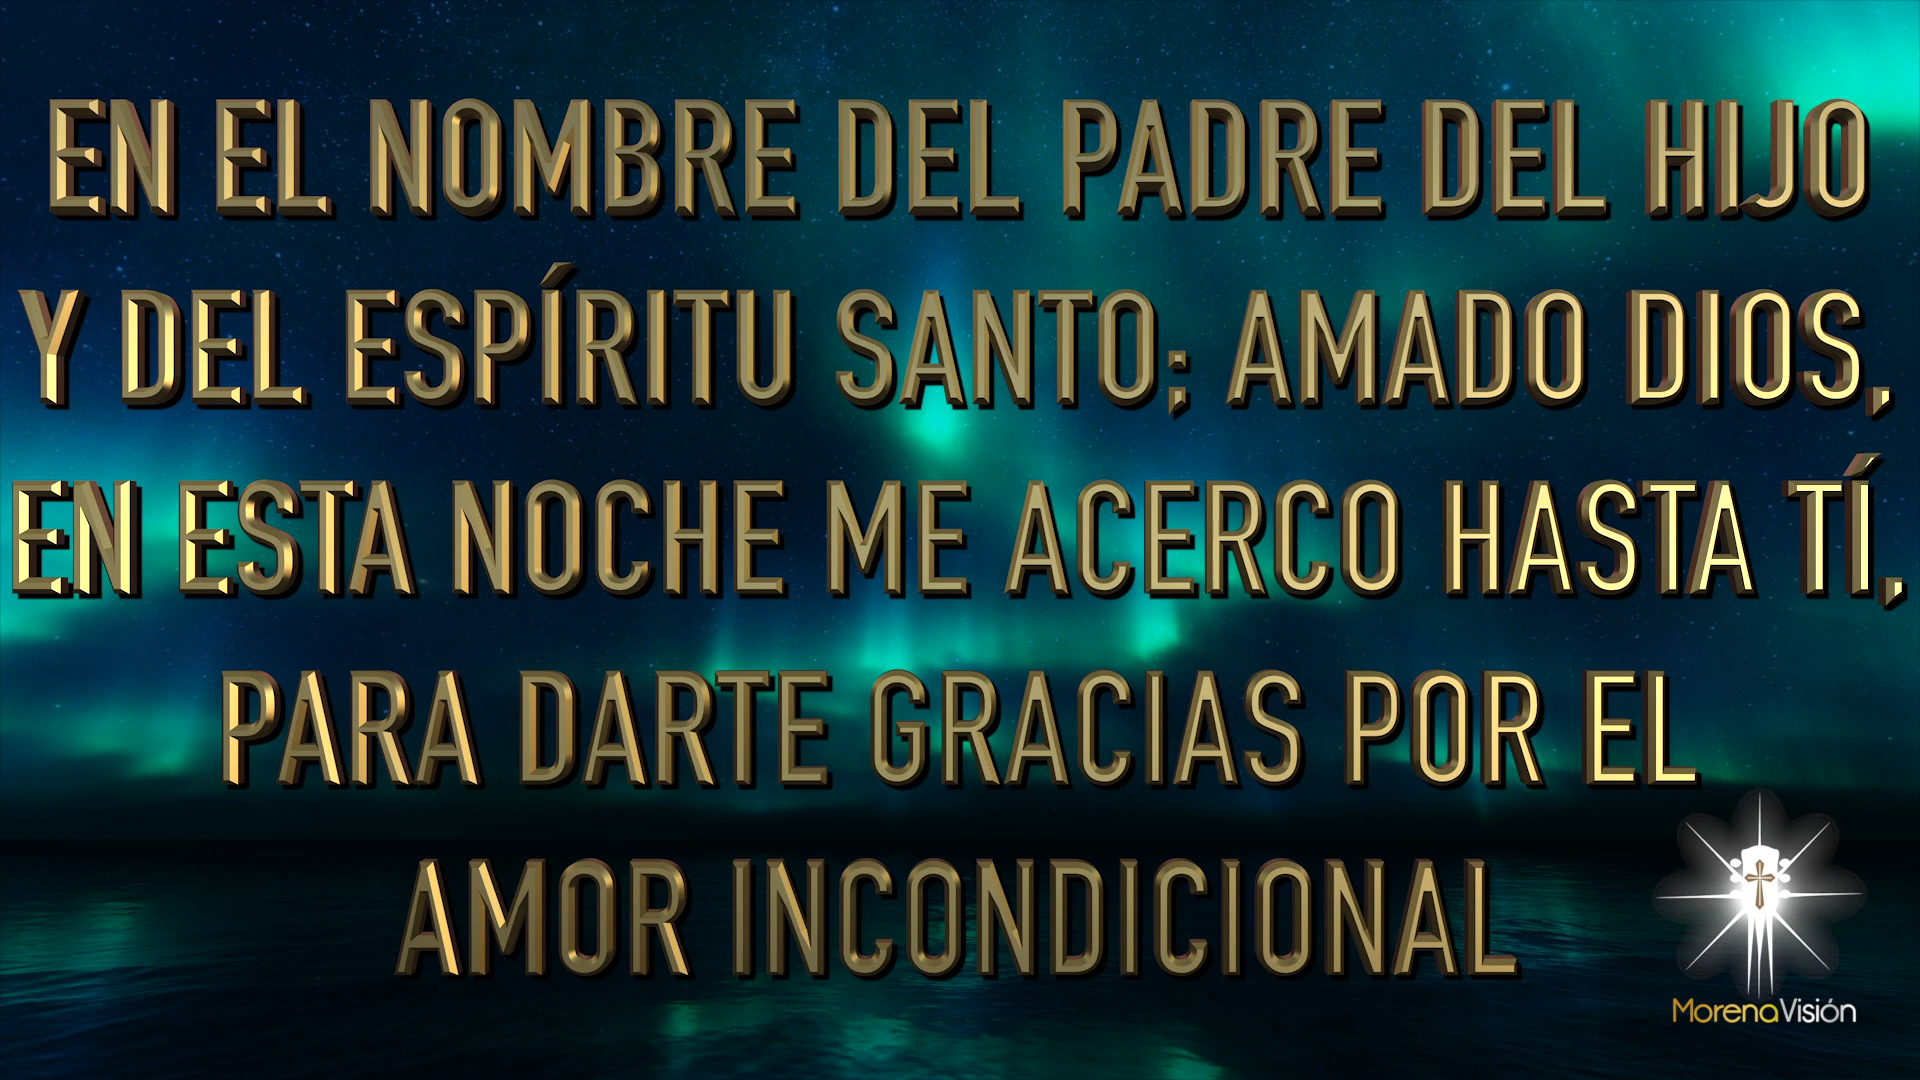 EN EL NOMBRE DEL PADRE DEL HIJO
Y DEL ESPÍRITU SANTO; AMADO DIOS,
EN ESTA NOCHE ME ACERCO HASTA TÍ,
PARA DARTE GRACIAS POR EL
AMOR INCONDICIONAL
MorenaVisión